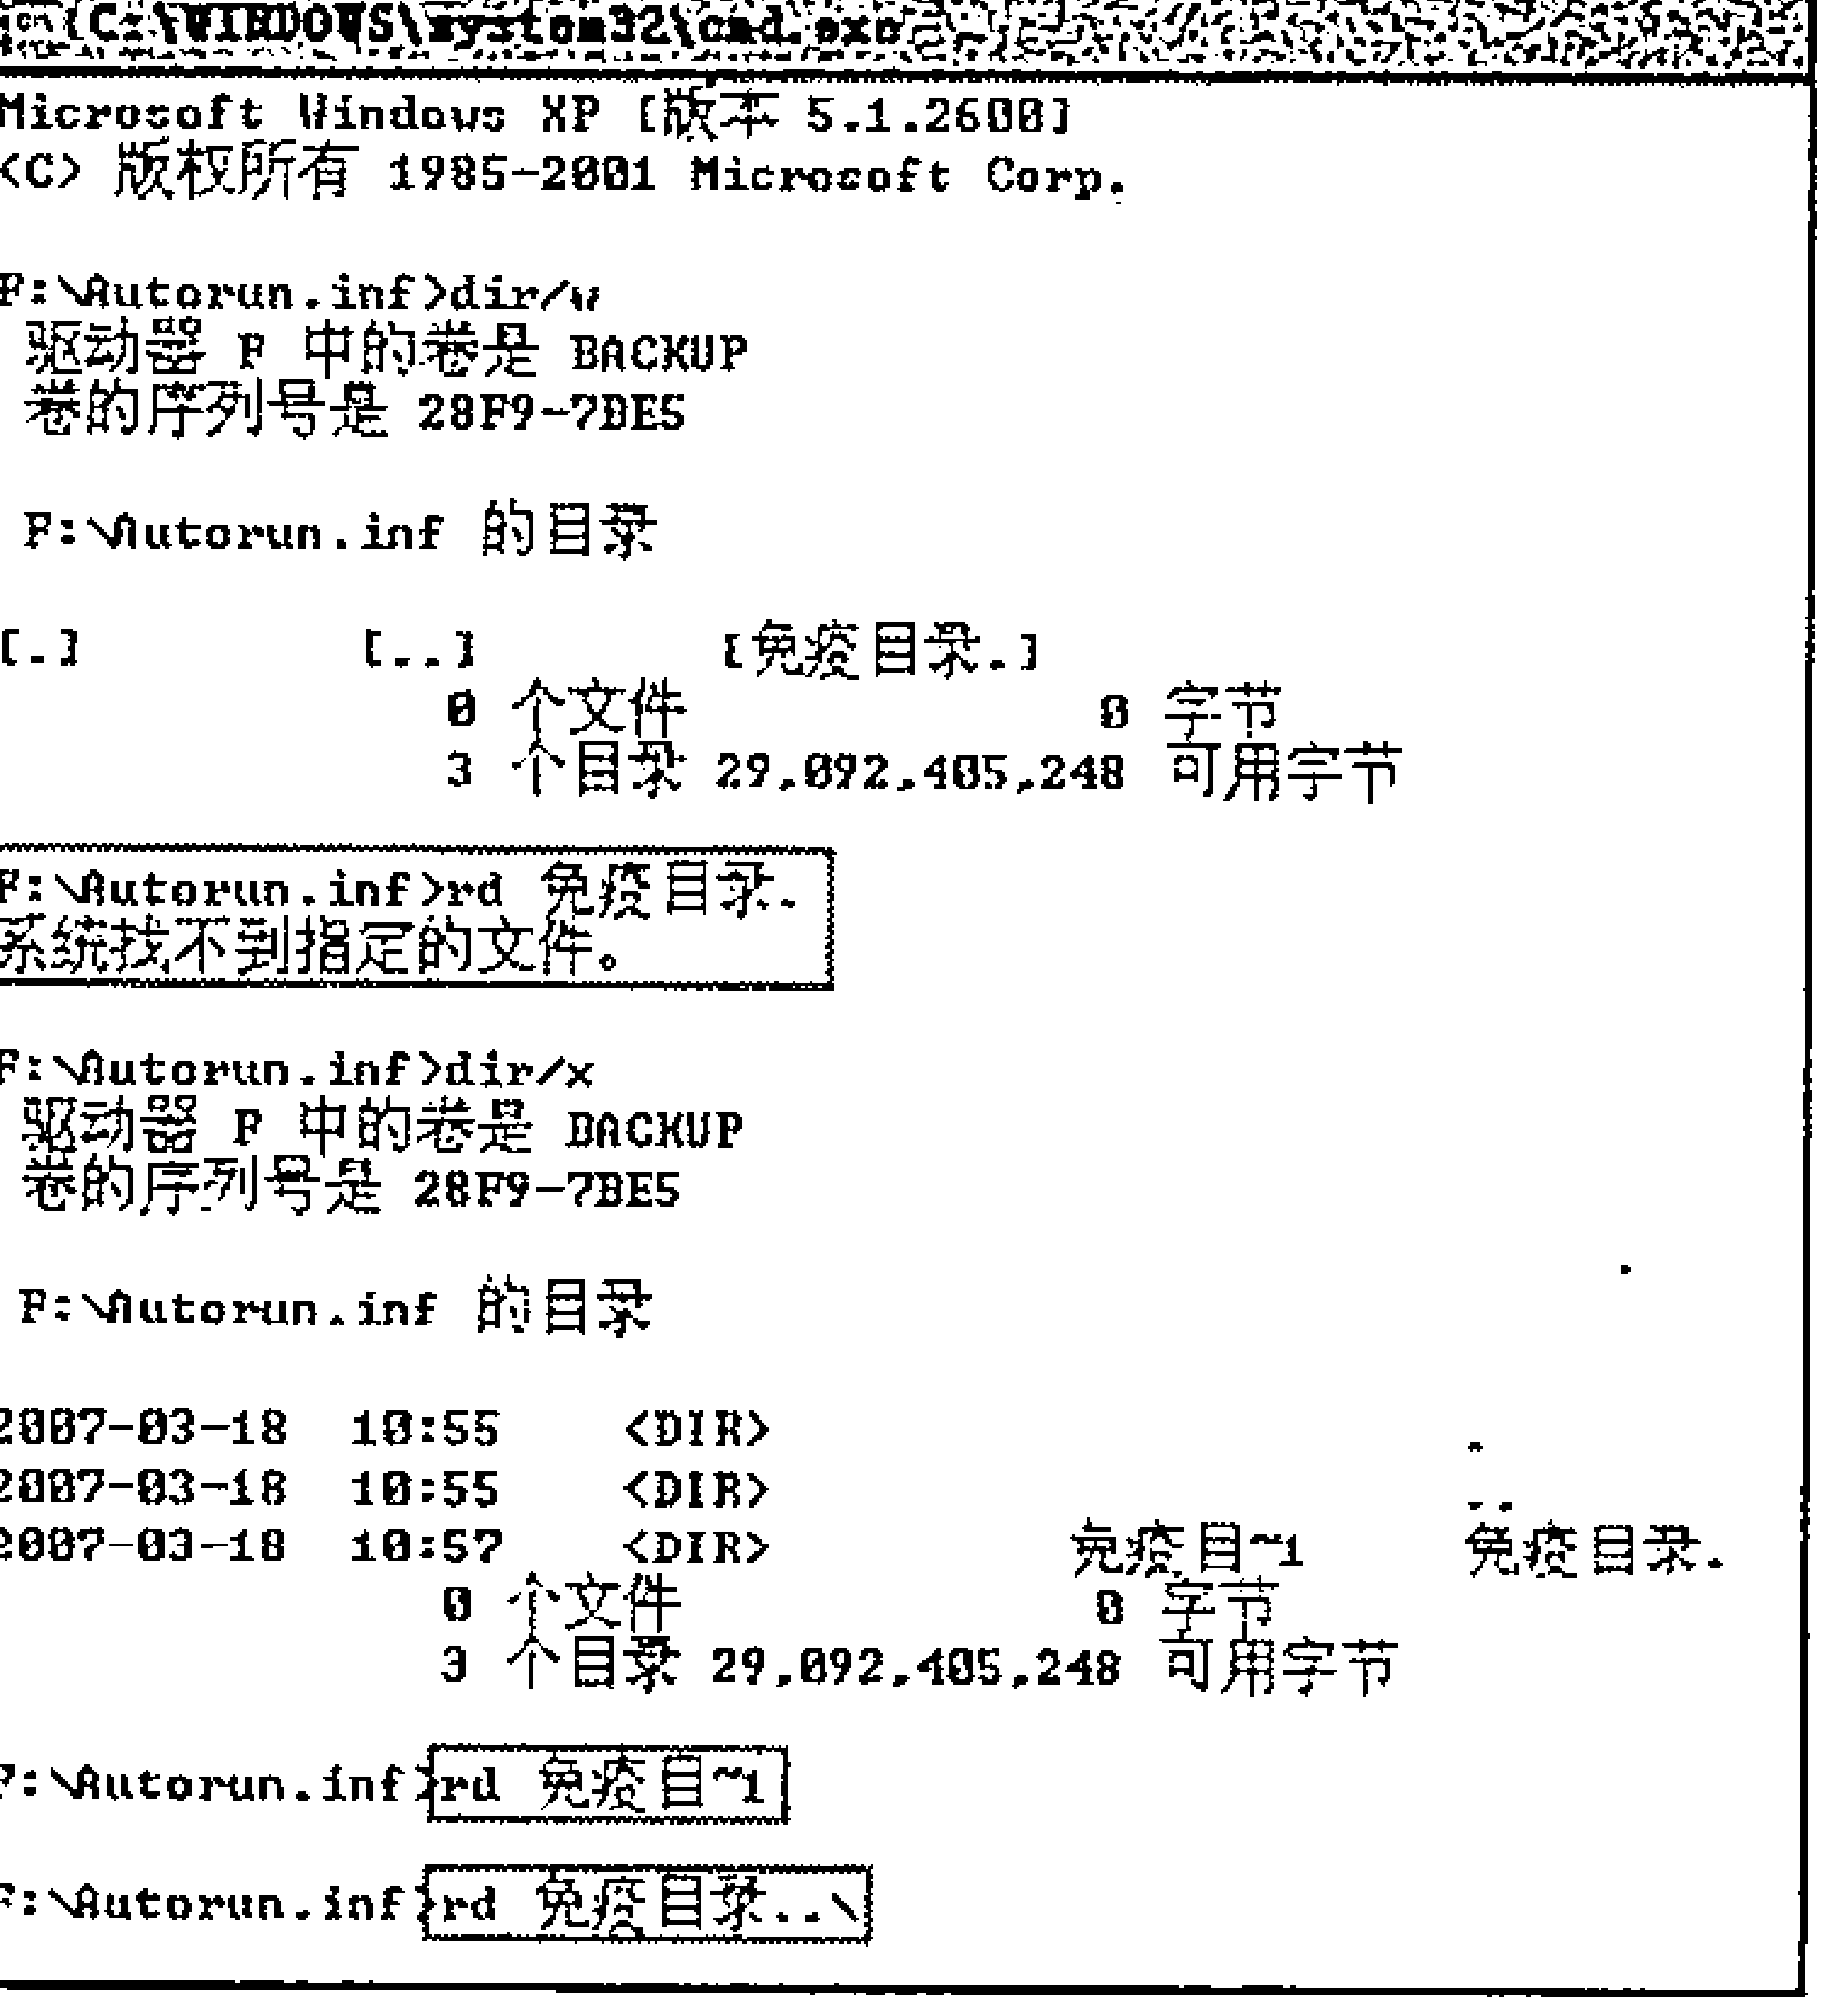 C:\WINDOWS\system32\cmd.exe
Microsoft Windows XP [版本 5.1.2600]
<C> 版权所有 1985-2001 Microsoft Corp.
F:\Autorun.inf>dir/w
驱动器 F 中的卷是 BACKUP
卷的序列号是 28F9-7BE5
F:\Autorun.inf 的目录
[.] [..] [免疫目录.]
0 个文件 0 字节
3 个目录 29,092,405,248 可用字节
F:\Autorun.inf>rd 免疫目录.
系统找不到指定的文件。
F:\Autorun.inf>dir/x
驱动器 F 中的卷是 BACKUP
卷的序列号是 28F9-7BE5
F:\Autorun.inf 的目录
2007-03-18 10:55 <DIR> .
2007-03-18 10:55 <DIR> ..
2007-03-18 10:57 <DIR> 免疫目~1 免疫目录.
0 个文件 0 字节
3 个目录 29,092,405,248 可用字节
F:\Autorun.inf>rd 免疫目~1
F:\Autorun.inf>rd 免疫目录..\